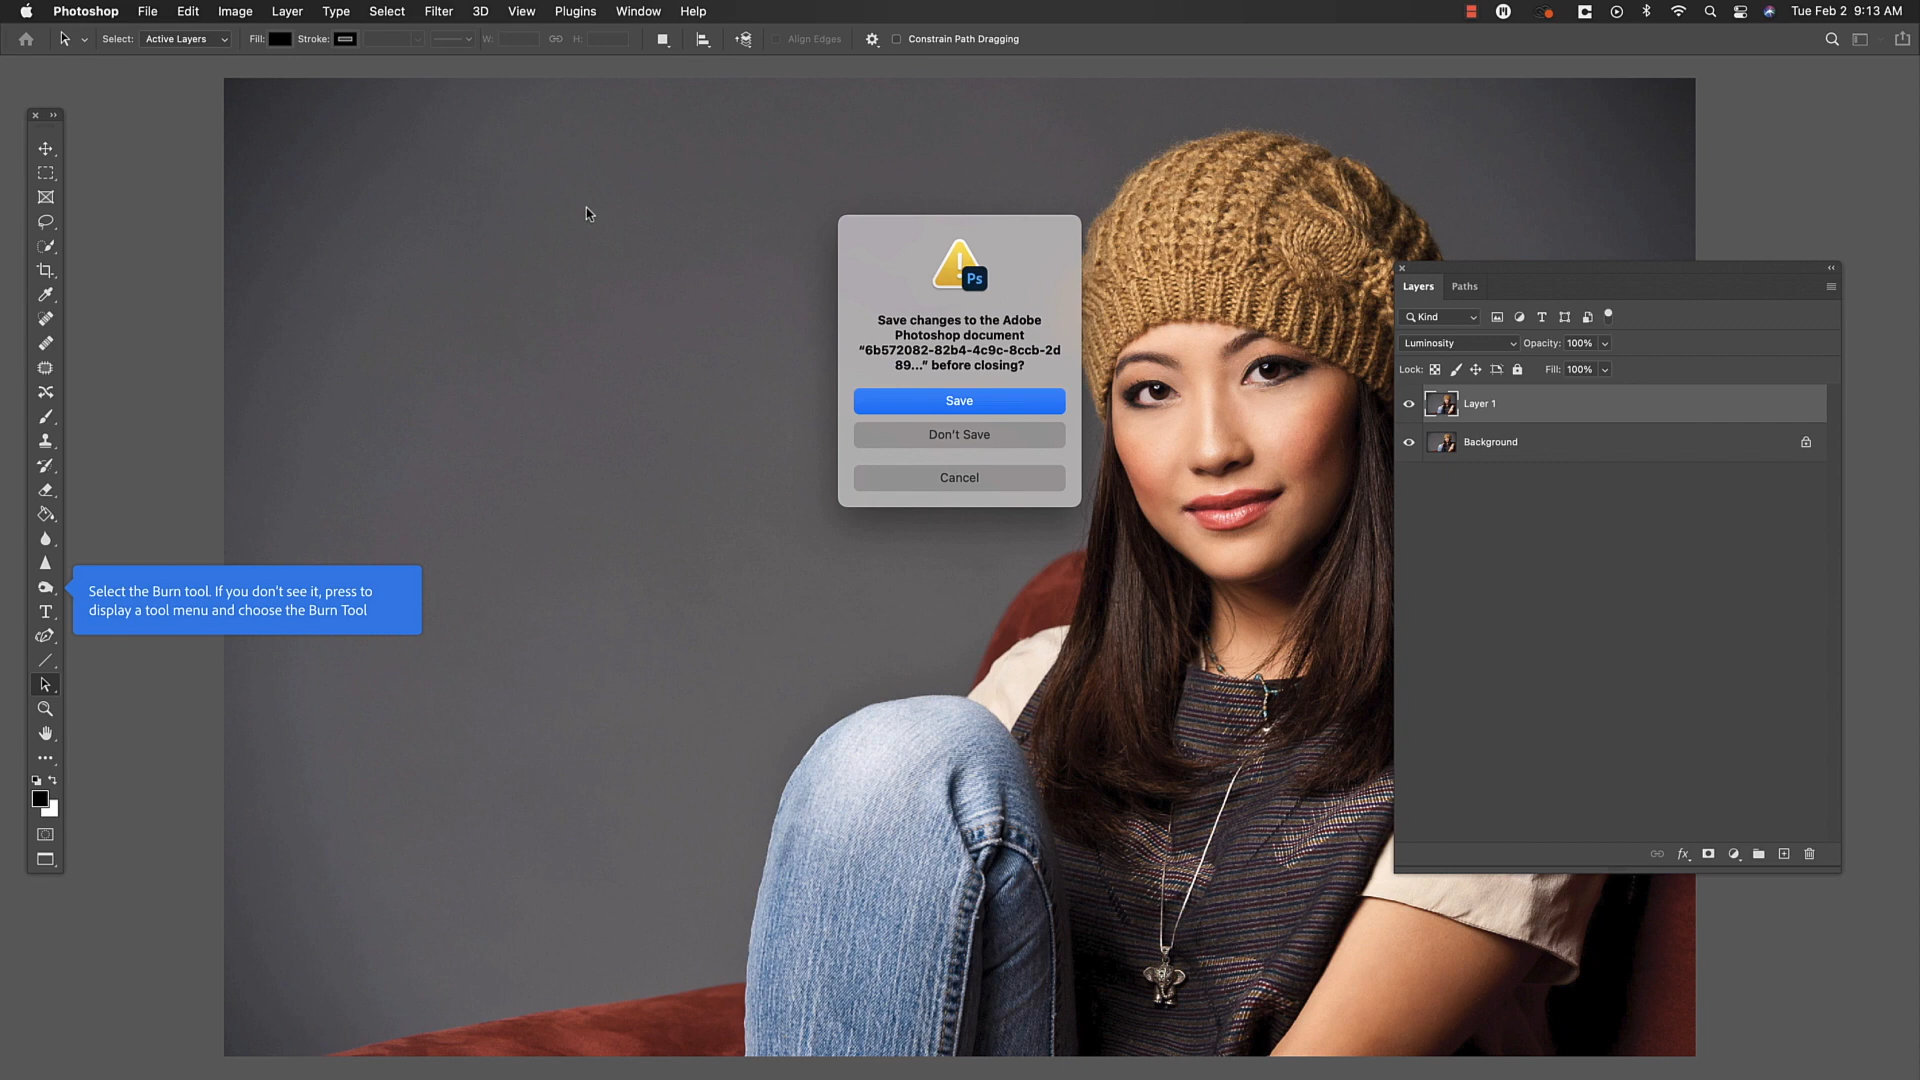 Photoshop File Edit Image Layer Type Select Filter 3D View Plugins Window Help Tue Feb 2 9:13 AM
Select: Active Layers Fill: Stroke: W: H: Align Edges Constrain Path Dragging
Save changes to the Adobe
Photoshop document
“6b572082-82b4-4c9c-8ccb-2d
89...” before closing?
Save
Don't Save
Cancel
Ps
Layers Paths
Kind
Luminosity Opacity: 100%
Lock: Fill: 100%
Layer 1
Background
fx
Select the Burn tool. If you don't see it, press to
display a tool menu and choose the Burn Tool